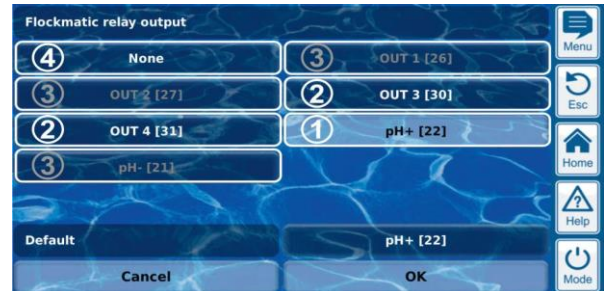 Flockmatic relay output
④ None
③ OUT 1 [26]
③ OUT 2 [27]
② OUT 3 [30]
② OUT 4 [31]
① pH+ [22]
③ pH- [21]
Default pH+ [22]
Cancel OK
Menu
Esc
Home
Help
Mode